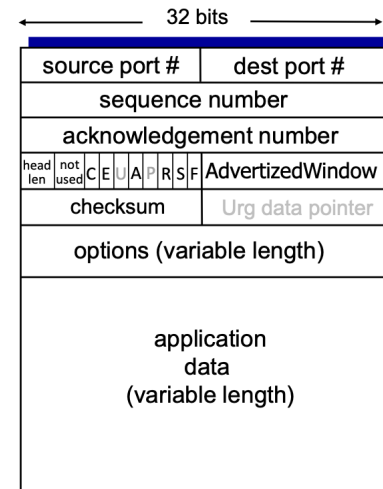 32 bits
source port # dest port #
sequence number
acknowledgement number
head len not used C E U A P R S F AdvertizedWindow
checksum Urg data pointer
options (variable length)
application
data
(variable length)